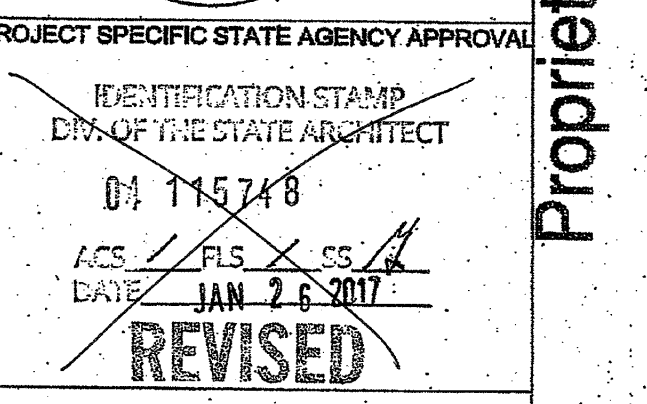 ROJECT SPECIFIC STATE AGENCY APPROVAL
IDENTIFICATION STAMP
DIV. OF THE STATE ARCHITECT
04 115748
ACS FLS SS
DATE JAN 26 2017
REVISED
Propriet